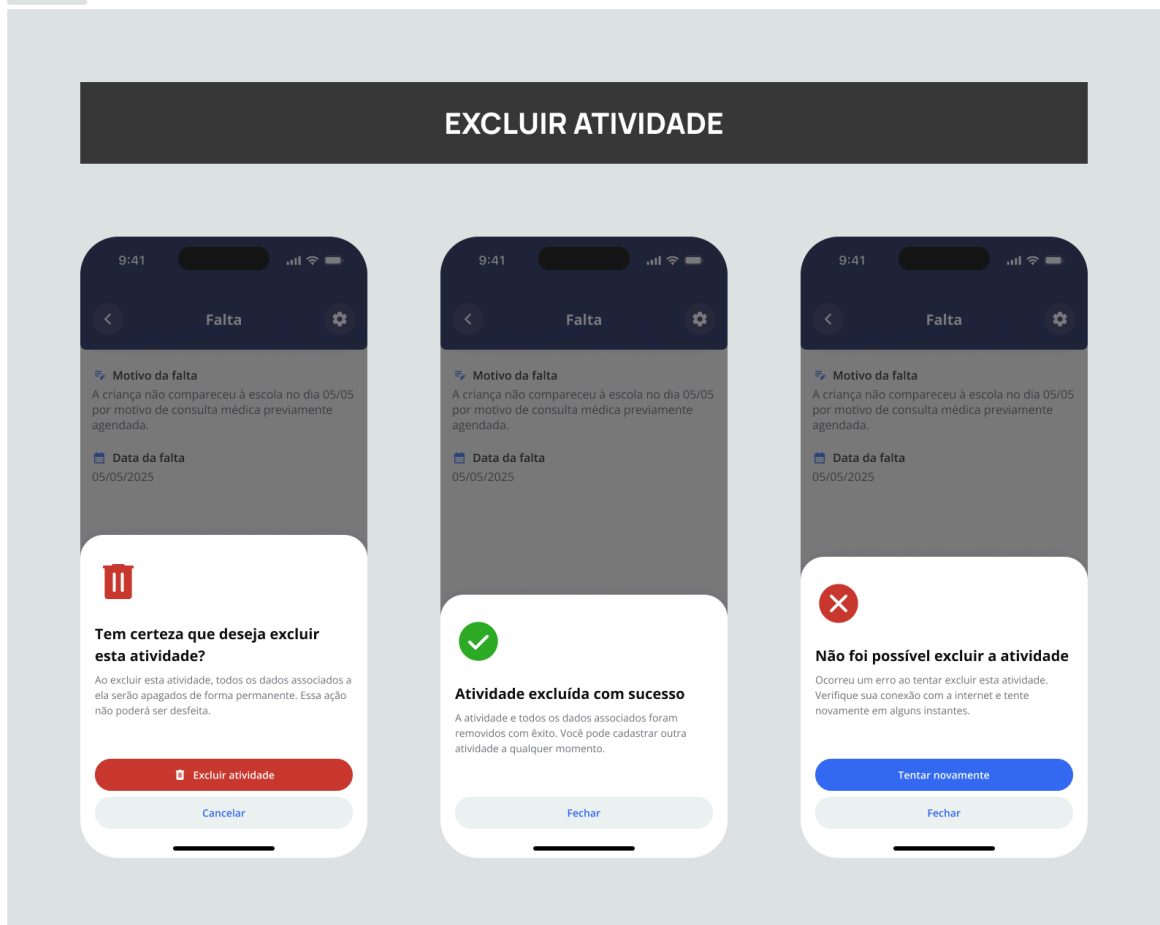 EXCLUIR ATIVIDADE
9:41
Falta
Motivo da falta
A criança não compareceu à escola no dia 05/05
por motivo de consulta médica previamente
agendada.
Data da falta
05/05/2025
Tem certeza que deseja excluir
esta atividade?
Ao excluir esta atividade, todos os dados associados a
ela serão apagados de forma permanente. Essa ação
não poderá ser desfeita.
Excluir atividade
Cancelar
9:41
Falta
Motivo da falta
A criança não compareceu à escola no dia 05/05
por motivo de consulta médica previamente
agendada.
Data da falta
05/05/2025
Atividade excluída com sucesso
A atividade e todos os dados associados foram
removidos com êxito. Você pode cadastrar outra
atividade a qualquer momento.
Fechar
9:41
Falta
Motivo da falta
A criança não compareceu à escola no dia 05/05
por motivo de consulta médica previamente
agendada.
Data da falta
05/05/2025
Não foi possível excluir a atividade
Ocorreu um erro ao tentar excluir esta atividade.
Verifique sua conexão com a internet e tente
novamente em alguns instantes.
Tentar novamente
Fechar